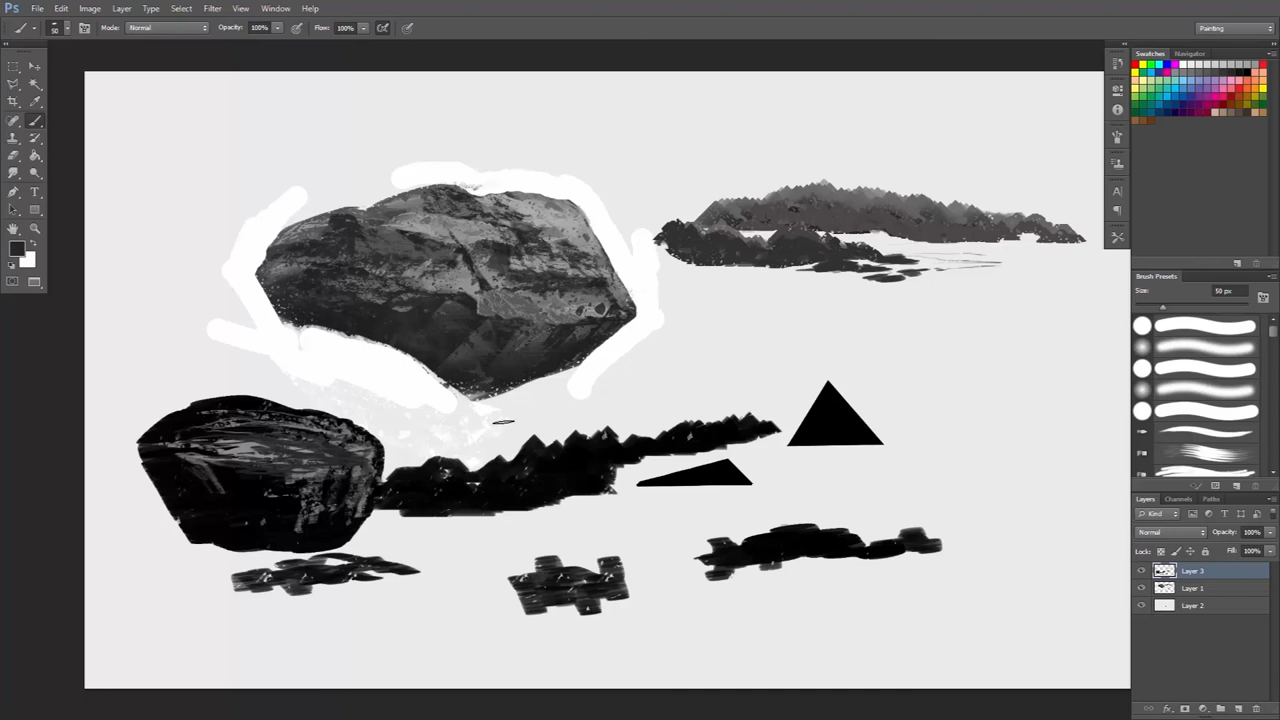 Ps File Edit Image Layer Type Select Filter View Window Help
50 Mode: Normal Opacity: 100% Flow: 100% Painting
Swatches Navigator
Brush Presets
Size: 50 px
Layers Channels Paths
Kind
Normal Opacity: 100%
Lock: Fill: 100%
Layer 3
Layer 1
Layer 2